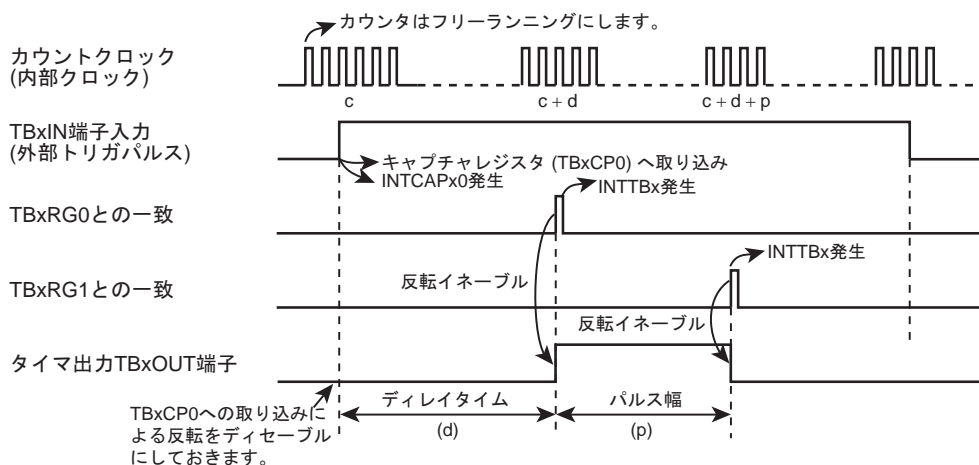 カウンタはフリーランニングにします。
カウントクロック
(内部クロック)
c
c + d
c + d + p
TBxIN端子入力
(外部トリガパルス)
キャプチャレジスタ (TBxCP0) へ取り込み
INTCAPx0発生
INTTBx発生
TBxRG0との一致
INTTBx発生
反転イネーブル
TBxRG1との一致
反転イネーブル
タイマ出力TBxOUT端子
TBxCP0への取り込みに
よる反転をディセーブル
にしておきます。
ディレイタイム
(d)
パルス幅
(p)